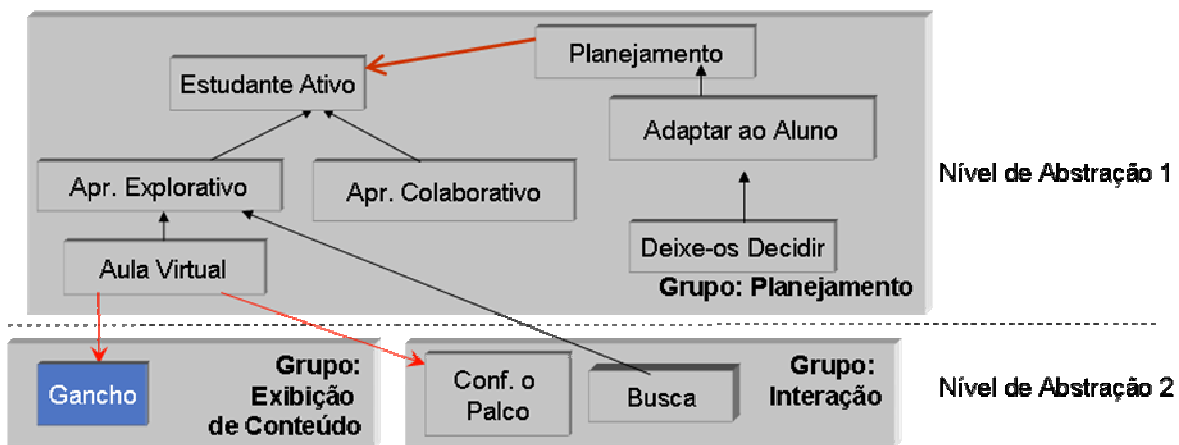 Planejamento
Estudante Ativo
Adaptar ao Aluno
Nível de Abstração 1
Apr. Explorativo
Apr. Colaborativo
Deixe-os Decidir
Aula Virtual
Grupo: Planejamento
Gancho
Grupo:
Exibição
de Conteúdo
Conf. o
Palco
Busca
Grupo:
Interação
Nível de Abstração 2